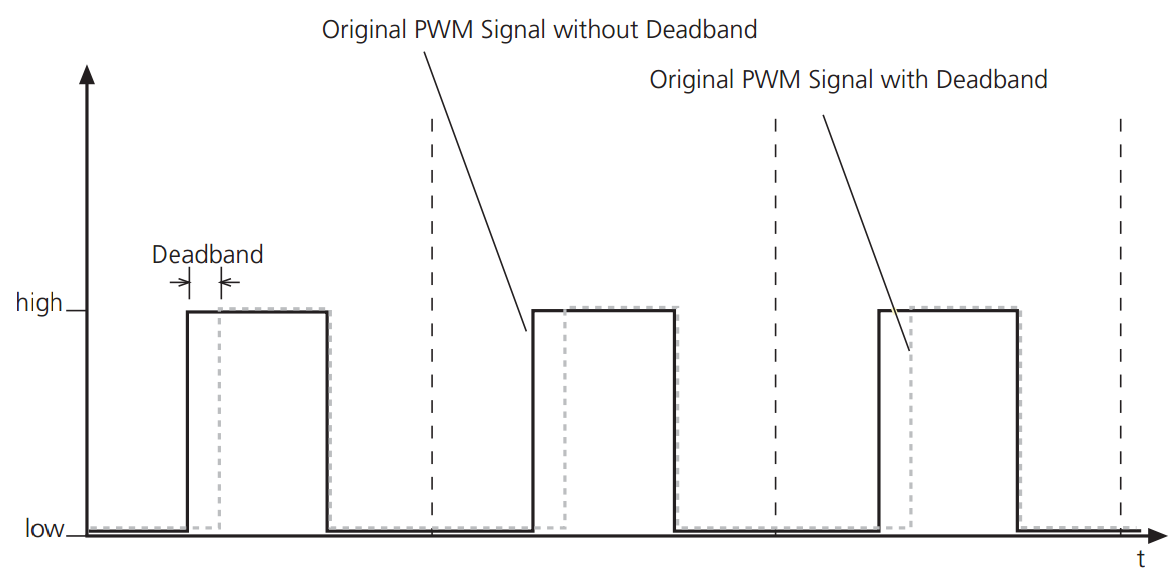 Original PWM Signal without Deadband
Original PWM Signal with Deadband
Deadband
high
low
t